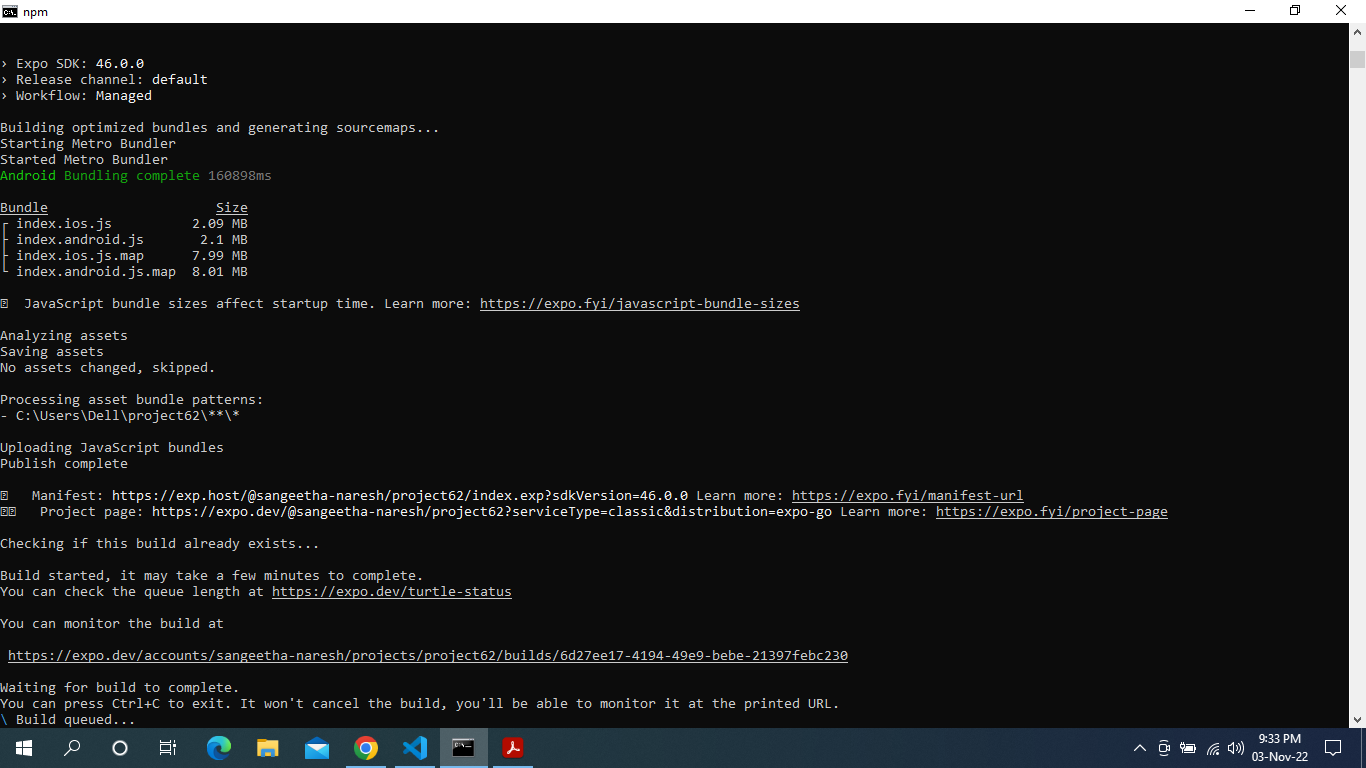 npm
› Expo SDK: 46.0.0
› Release channel: default
› Workflow: Managed
Building optimized bundles and generating sourcemaps...
Starting Metro Bundler
Started Metro Bundler
Android Bundling complete 160898ms
Bundle Size
┌ index.ios.js 2.09 MB
├ index.android.js 2.1 MB
├ index.ios.js.map 7.99 MB
└ index.android.js.map 8.01 MB
JavaScript bundle sizes affect startup time. Learn more: https://expo.fyi/javascript-bundle-sizes
Analyzing assets
Saving assets
No assets changed, skipped.
Processing asset bundle patterns:
- C:\Users\Dell\project62\**\*
Uploading JavaScript bundles
Publish complete
Manifest: https://exp.host/@sangeetha-naresh/project62/index.exp?sdkVersion=46.0.0 Learn more: https://expo.fyi/manifest-url
Project page: https://expo.dev/@sangeetha-naresh/project62?serviceType=classic&distribution=expo-go Learn more: https://expo.fyi/project-page
Checking if this build already exists...
Build started, it may take a few minutes to complete.
You can check the queue length at https://expo.dev/turtle-status
You can monitor the build at
https://expo.dev/accounts/sangeetha-naresh/projects/project62/builds/6d27ee17-4194-49e9-bebe-21397febc230
Waiting for build to complete.
You can press Ctrl+C to exit. It won't cancel the build, you'll be able to monitor it at the printed URL.
\ Build queued...
9:33 PM
03-Nov-22